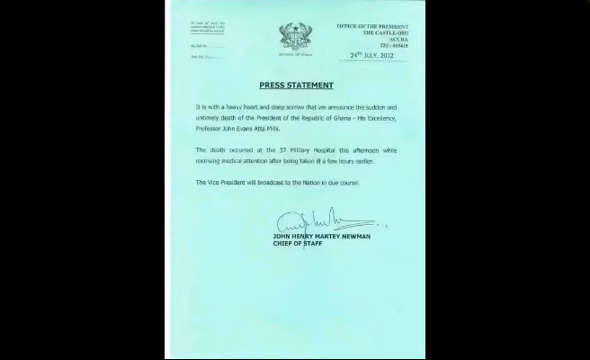 OFFICE OF THE PRESIDENT
THE CASTLE-OSU
ACCRA
24TH JULY, 2012
PRESS STATEMENT
It is with a heavy heart and deep sorrow that we announce the sudden and
untimely death of the President of the Republic of Ghana – His Excellency,
Professor John Evans Atta Mills.
The death occurred at the 37 Military Hospital this afternoon while
receiving medical attention after being taken ill a few hours earlier.
The Vice President will broadcast to the Nation in due course.
JOHN HENRY MARTEY NEWMAN
CHIEF OF STAFF